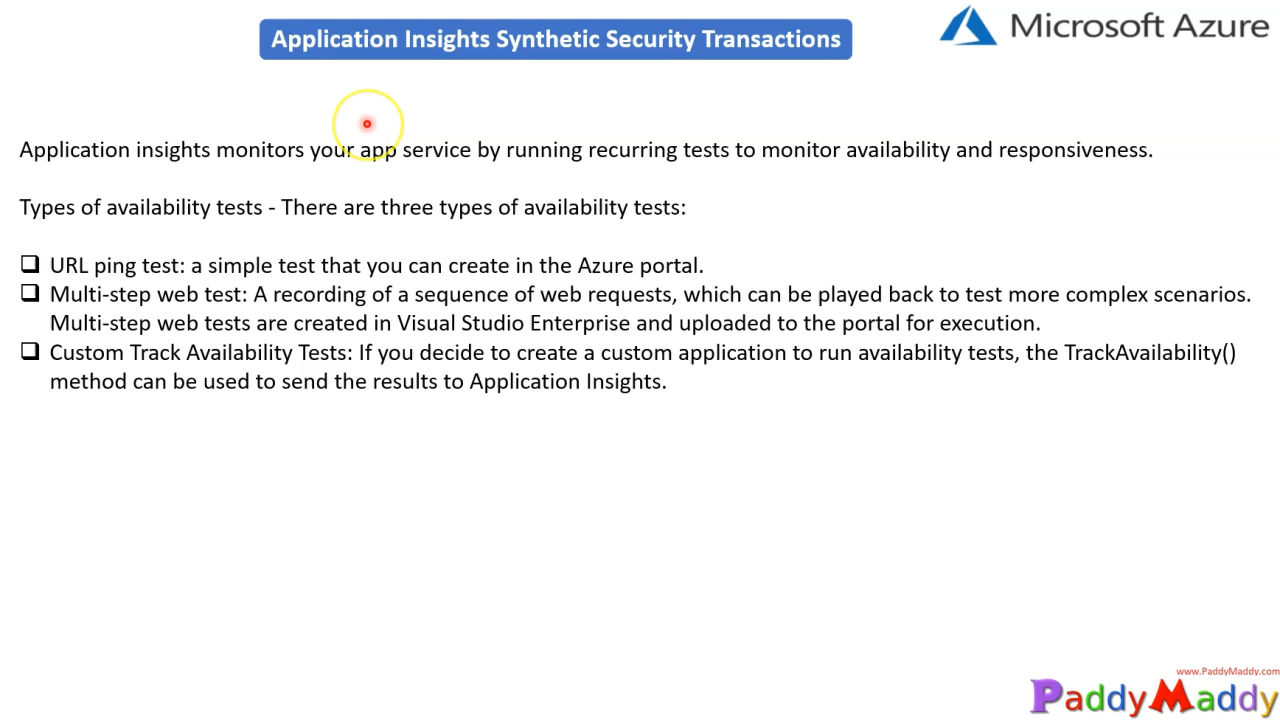 Application Insights Synthetic Security Transactions
Microsoft Azure
Application insights monitors your app service by running recurring tests to monitor availability and responsiveness.
Types of availability tests - There are three types of availability tests:
URL ping test: a simple test that you can create in the Azure portal.
Multi-step web test: A recording of a sequence of web requests, which can be played back to test more complex scenarios.
Multi-step web tests are created in Visual Studio Enterprise and uploaded to the portal for execution.
Custom Track Availability Tests: If you decide to create a custom application to run availability tests, the TrackAvailability()
method can be used to send the results to Application Insights.
www.PaddyMaddy.com
PaddyMaddy